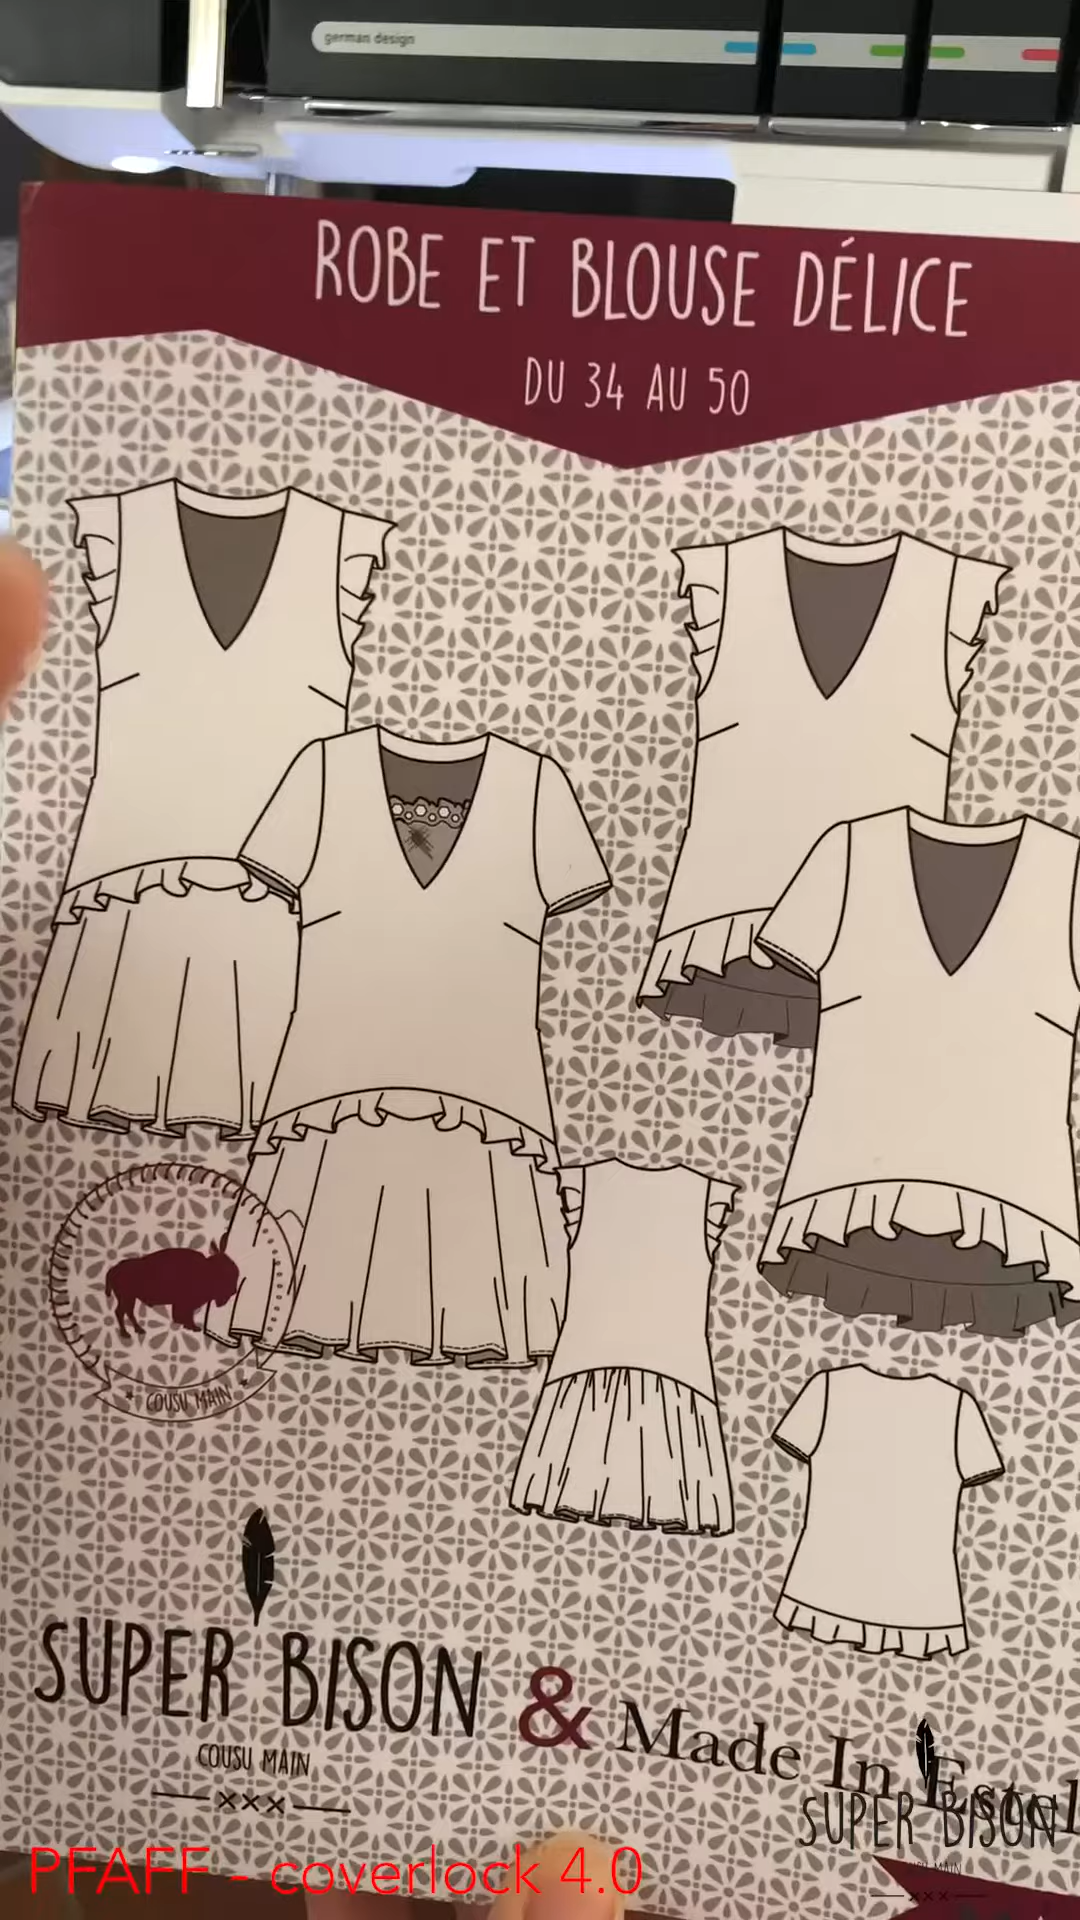 german design
ROBE ET BLOUSE DÉLICE
DU 34 AU 50
COUSU MAIN
SUPER BISON & Made In
COUSU MAIN
XXX
SUPER BISON
PFAFF - coverlock 4.0